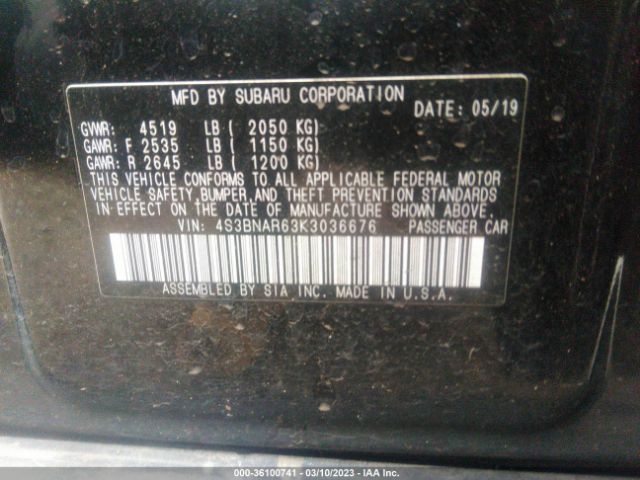 MFD BY SUBARU CORPORATION
DATE: 05/19
GVWR: 4519 LB ( 2050 KG)
GAWR: F 2535 LB ( 1150 KG)
GAWR: R 2645 LB ( 1200 KG)
THIS VEHICLE CONFORMS TO ALL APPLICABLE FEDERAL MOTOR
VEHICLE SAFETY,BUMPER,AND THEFT PREVENTION STANDARDS
IN EFFECT ON THE DATE OF MANUFACTURE SHOWN ABOVE.
VIN: 4S3BNAR63K3036676 PASSENGER CAR
ASSEMBLED BY SIA,INC. MADE IN U.S.A.
000-36100741 - 03/10/2023 - IAA Inc.